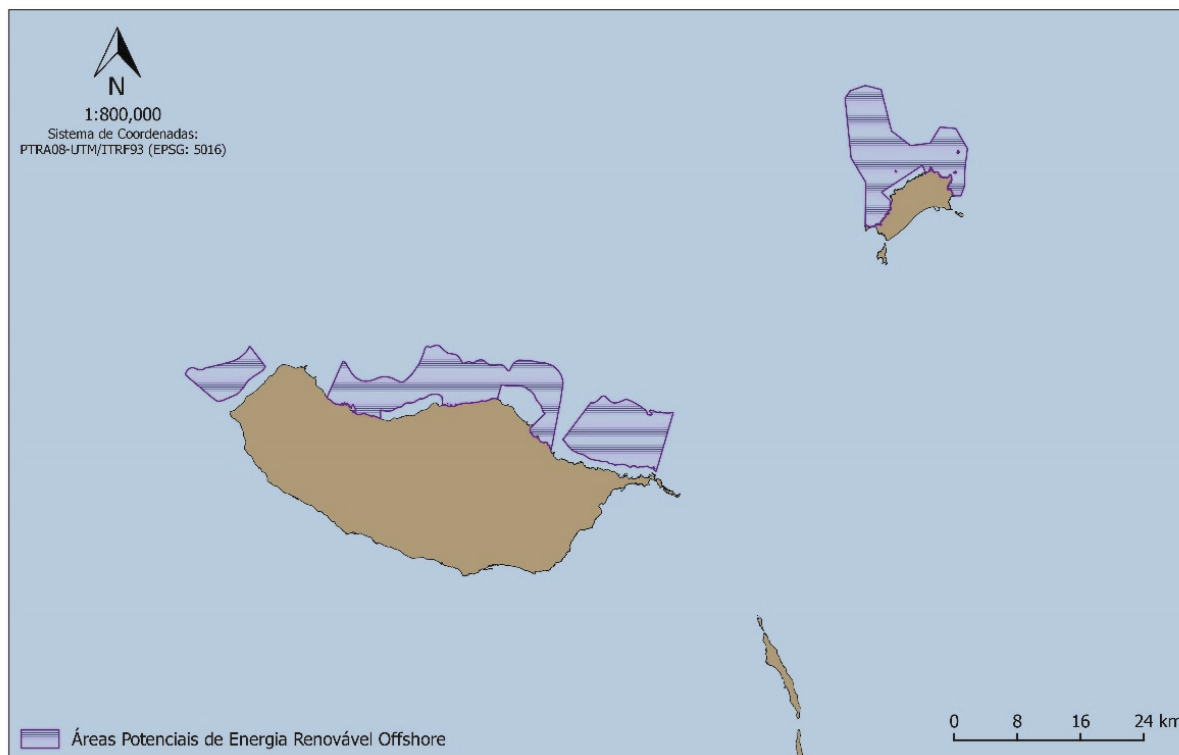 N
1:800,000
Sistema de Coordenadas:
PTRA08-UTM/ITRF93 (EPSG: 5016)
Áreas Potenciais de Energia Renovável Offshore
0 8 16 24 km